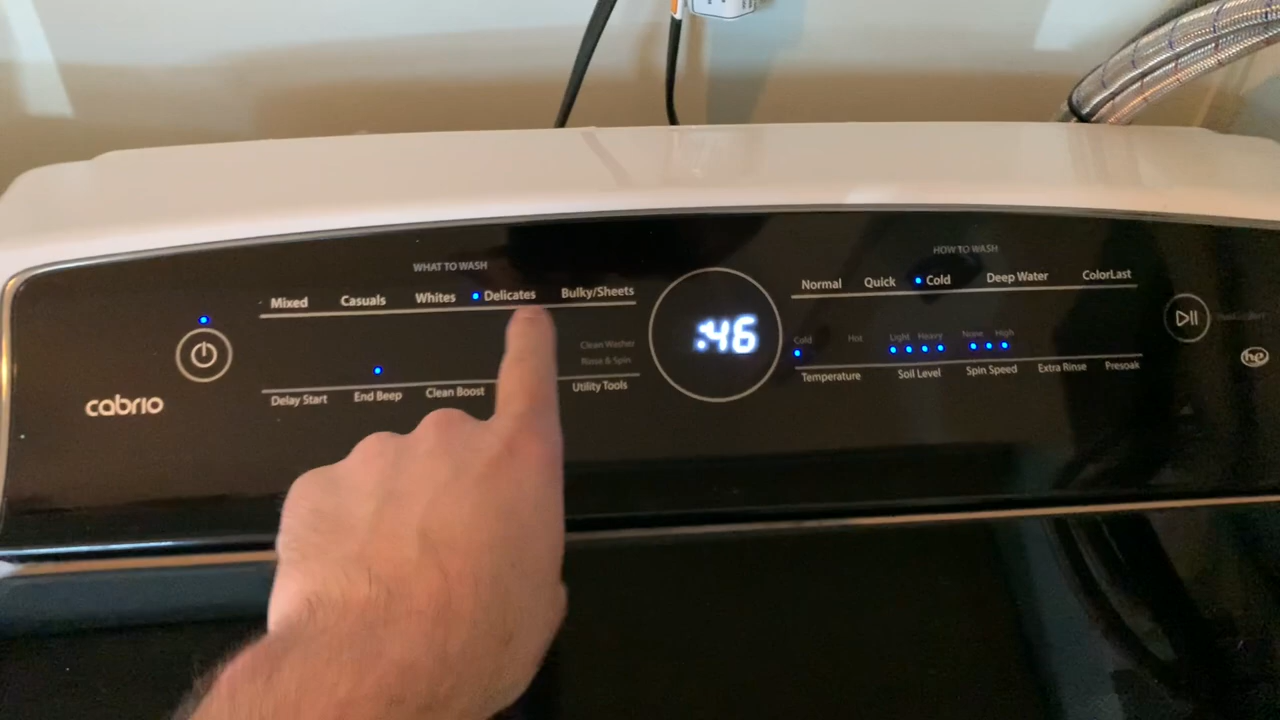 WHAT TO WASH
Mixed Casuals Whites Delicates Bulky/Sheets
Clean Washer
Rinse & Spin
Delay Start End Beep Clean Boost Utility Tools
cabrio
:46
HOW TO WASH
Normal Quick Cold Deep Water ColorLast
Cold Hot Light Heavy None High
Temperature Soil Level Spin Speed Extra Rinse Presoak
he